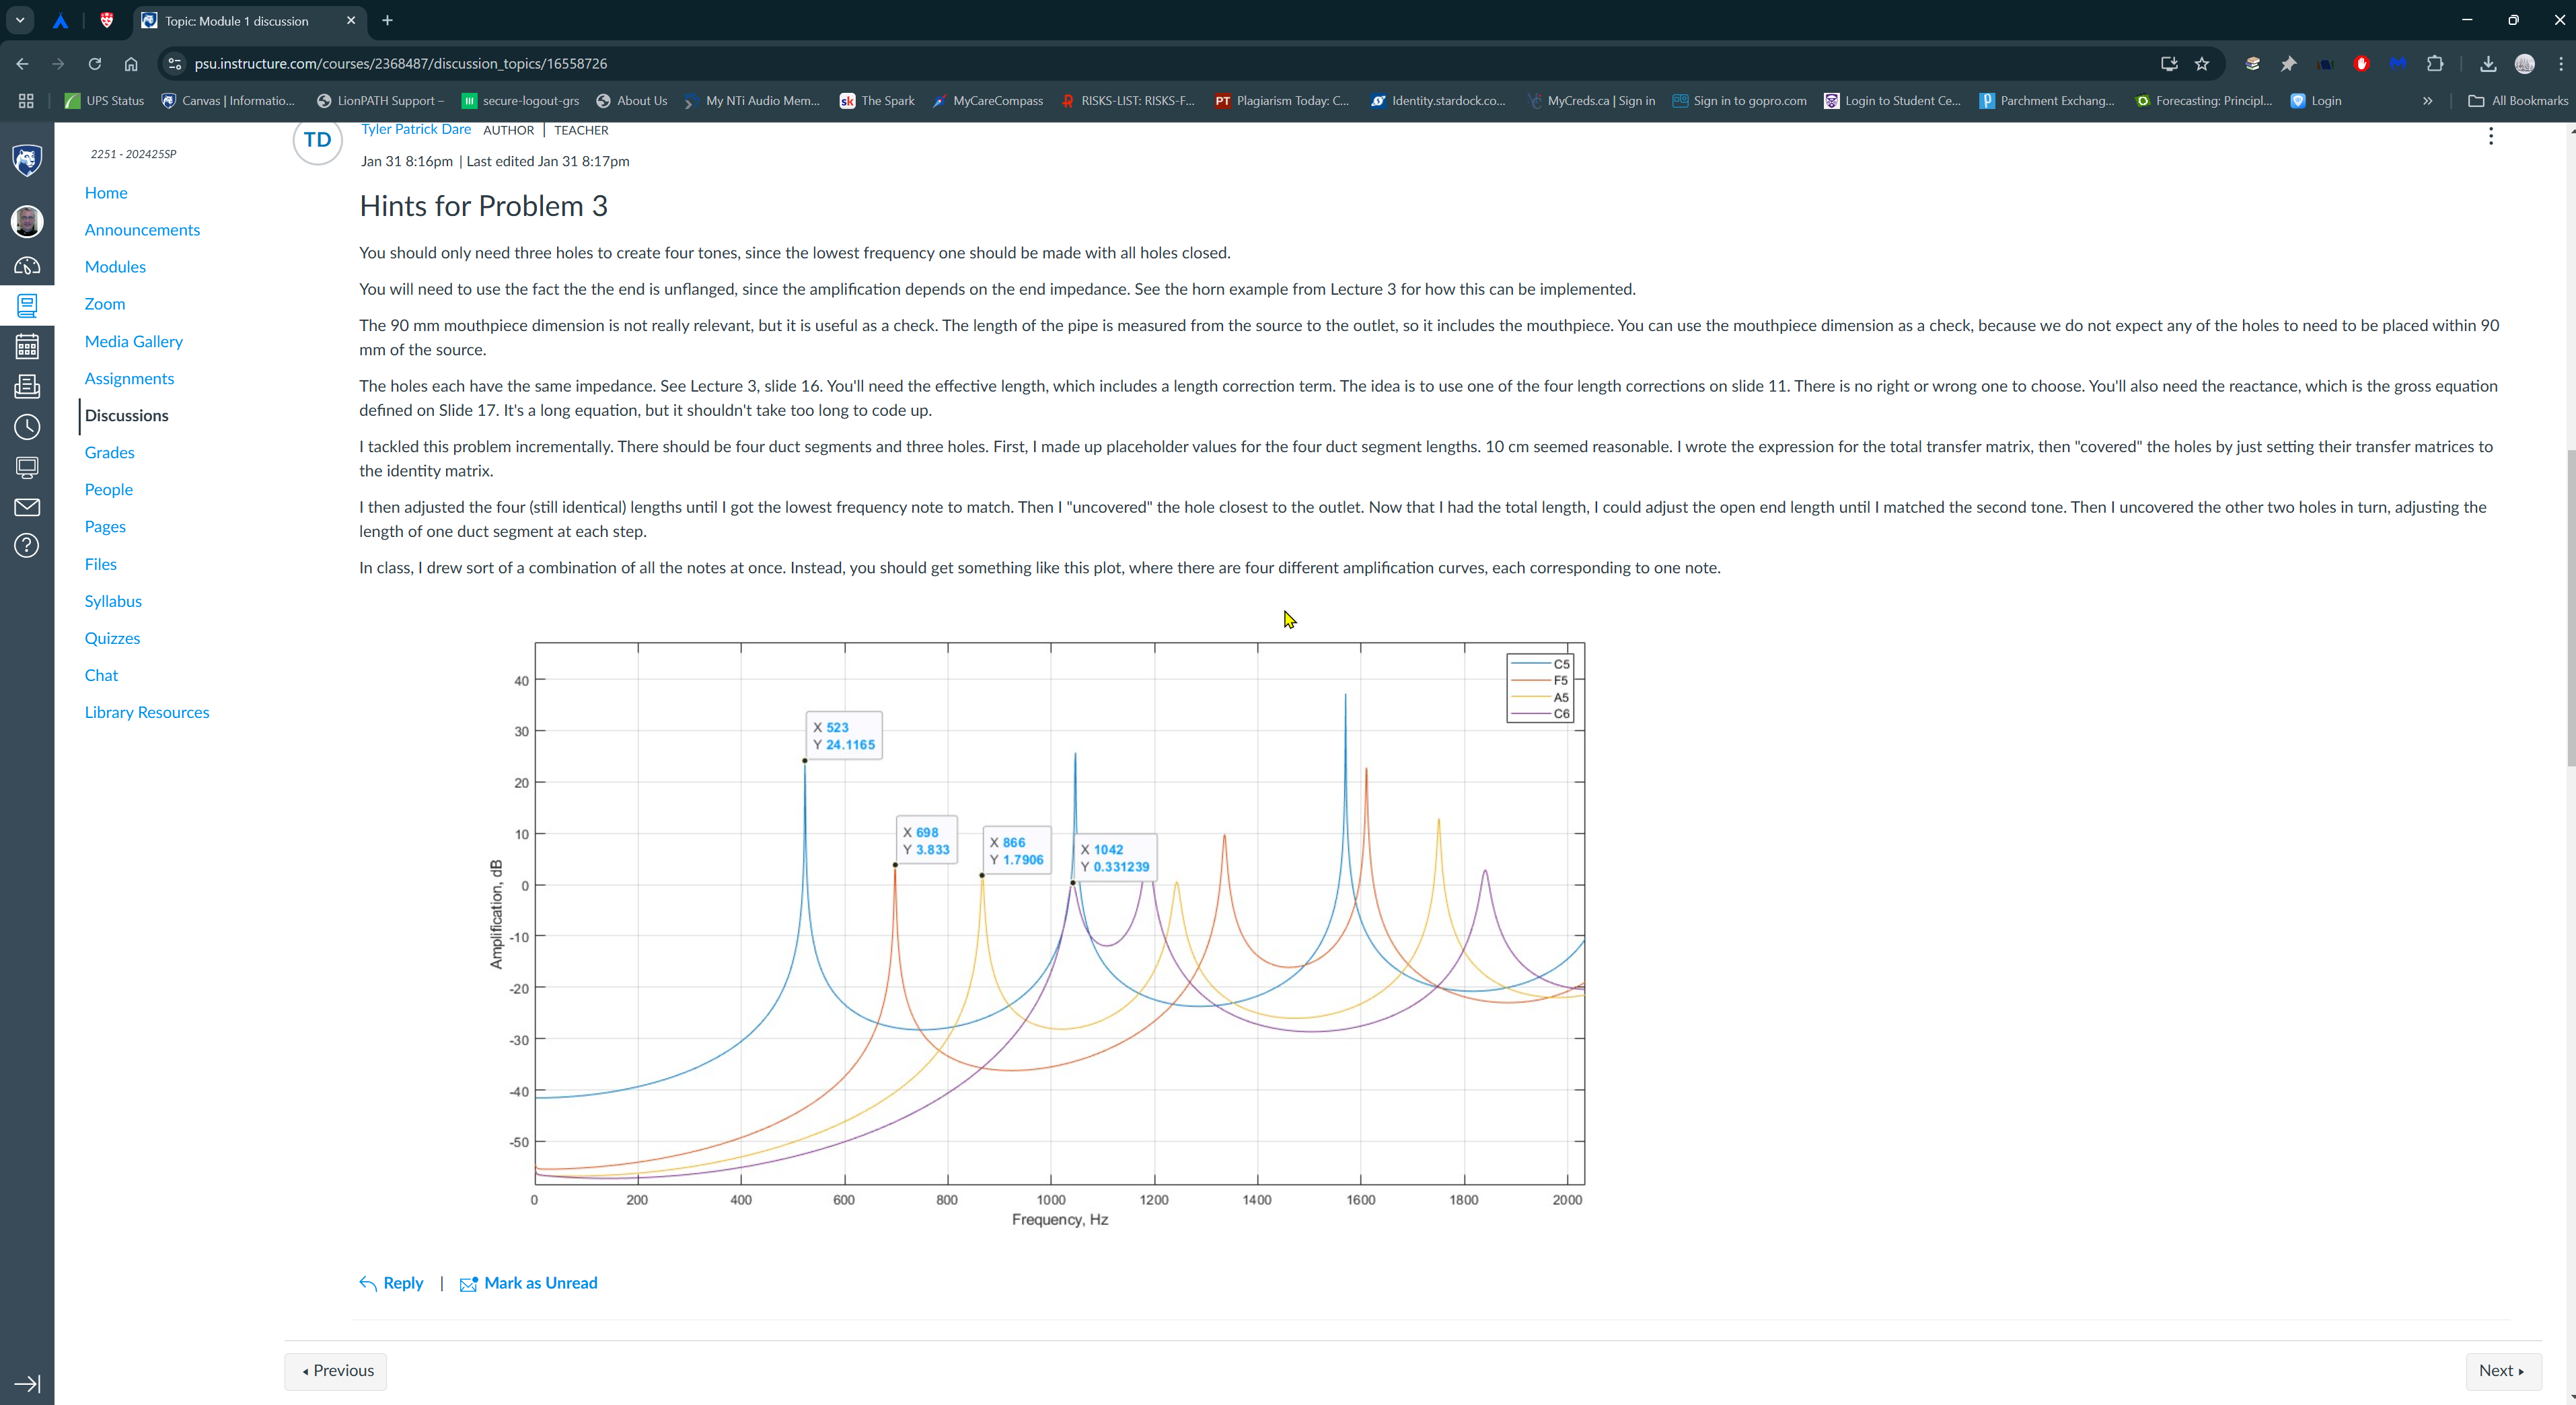 Topic: Module 1 discussion
psu.instructure.com/courses/2368487/discussion_topics/16558726
UPS Status
Canvas | Informatio...
LionPATH Support –
secure-logout-grs
About Us
My NTi Audio Mem...
The Spark
MyCareCompass
RISKS-LIST: RISKS-F...
Plagiarism Today: C...
Identity.stardock.co...
MyCreds.ca | Sign in
Sign in to gopro.com
Login to Student Ce...
Parchment Exchang...
Forecasting: Principl...
Login
All Bookmarks
2251 - 202425SP
Home
Announcements
Modules
Zoom
Media Gallery
Assignments
Discussions
Grades
People
Pages
Files
Syllabus
Quizzes
Chat
Library Resources
TD
Tyler Patrick Dare AUTHOR | TEACHER
Jan 31 8:16pm | Last edited Jan 31 8:17pm
Hints for Problem 3
You should only need three holes to create four tones, since the lowest frequency one should be made with all holes closed.
You will need to use the fact the the end is unflanged, since the amplification depends on the end impedance. See the horn example from Lecture 3 for how this can be implemented.
The 90 mm mouthpiece dimension is not really relevant, but it is useful as a check. The length of the pipe is measured from the source to the outlet, so it includes the mouthpiece. You can use the mouthpiece dimension as a check, because we do not expect any of the holes to need to be placed within 90
mm of the source.
The holes each have the same impedance. See Lecture 3, slide 16. You'll need the effective length, which includes a length correction term. The idea is to use one of the four length corrections on slide 11. There is no right or wrong one to choose. You'll also need the reactance, which is the gross equation
defined on Slide 17. It's a long equation, but it shouldn't take too long to code up.
I tackled this problem incrementally. There should be four duct segments and three holes. First, I made up placeholder values for the four duct segment lengths. 10 cm seemed reasonable. I wrote the expression for the total transfer matrix, then "covered" the holes by just setting their transfer matrices to
the identity matrix.
I then adjusted the four (still identical) lengths until I got the lowest frequency note to match. Then I "uncovered" the hole closest to the outlet. Now that I had the total length, I could adjust the open end length until I matched the second tone. Then I uncovered the other two holes in turn, adjusting the
length of one duct segment at each step.
In class, I drew sort of a combination of all the notes at once. Instead, you should get something like this plot, where there are four different amplification curves, each corresponding to one note.
C5
F5
A5
C6
X 523
Y 24.1165
X 698
Y 3.833
X 866
Y 1.7906
X 1042
Y 0.331239
40
30
20
10
0
-10
-20
-30
-40
-50
Amplification, dB
0 200 400 600 800 1000 1200 1400 1600 1800 2000
Frequency, Hz
Reply | Mark as Unread
Previous
Next